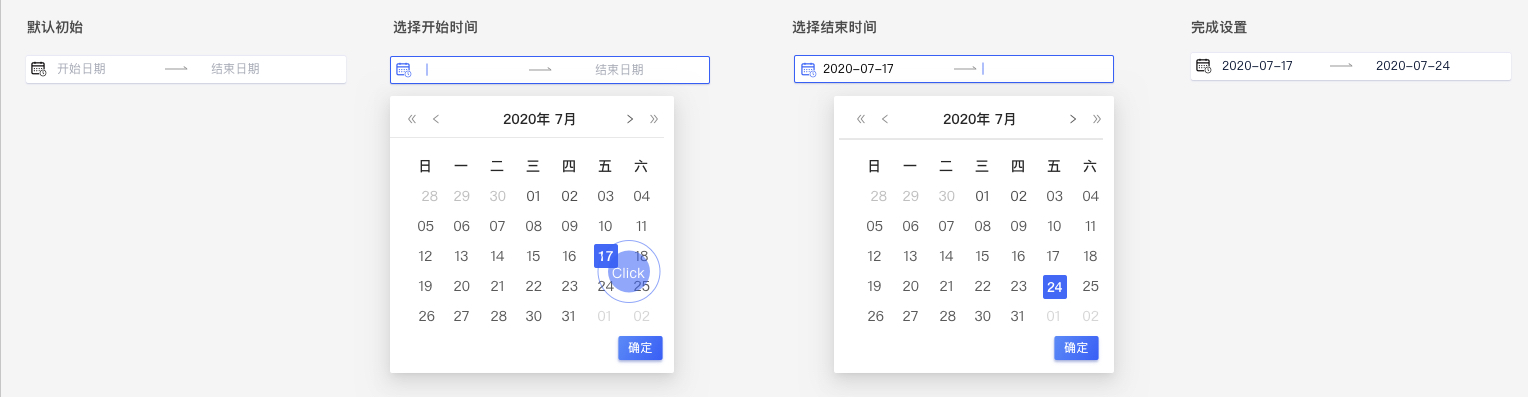 默认初始
开始日期 结束日期
选择开始时间
结束日期
« < 2020年 7月 > »
日 一 二 三 四 五 六
28 29 30 01 02 03 04
05 06 07 08 09 10 11
12 13 14 15 16 17 18
Click
19 20 21 22 23 24 25
26 27 28 30 31 01 02
确定
选择结束时间
2020-07-17
« < 2020年 7月 > »
日 一 二 三 四 五 六
28 29 30 01 02 03 04
05 06 07 08 09 10 11
12 13 14 15 16 17 18
19 20 21 22 23 24 25
26 27 28 30 31 01 02
确定
完成设置
2020-07-17 2020-07-24